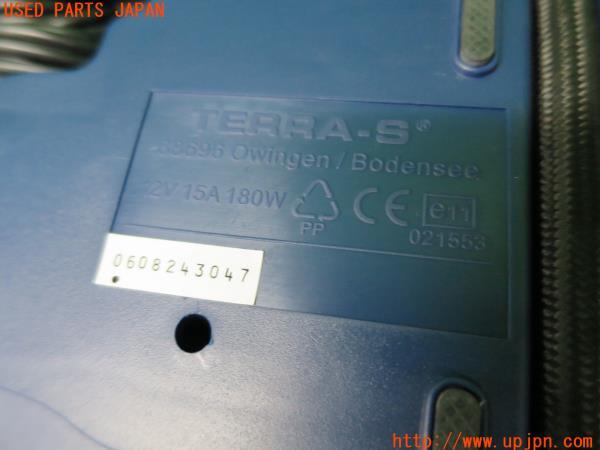 USED PARTS JAPAN
TERRA-S®
88696 Owingen / Bodensee
12V 15A 180W
PP
CE
e11
021553
0608243047
http://www.upjpn.com/